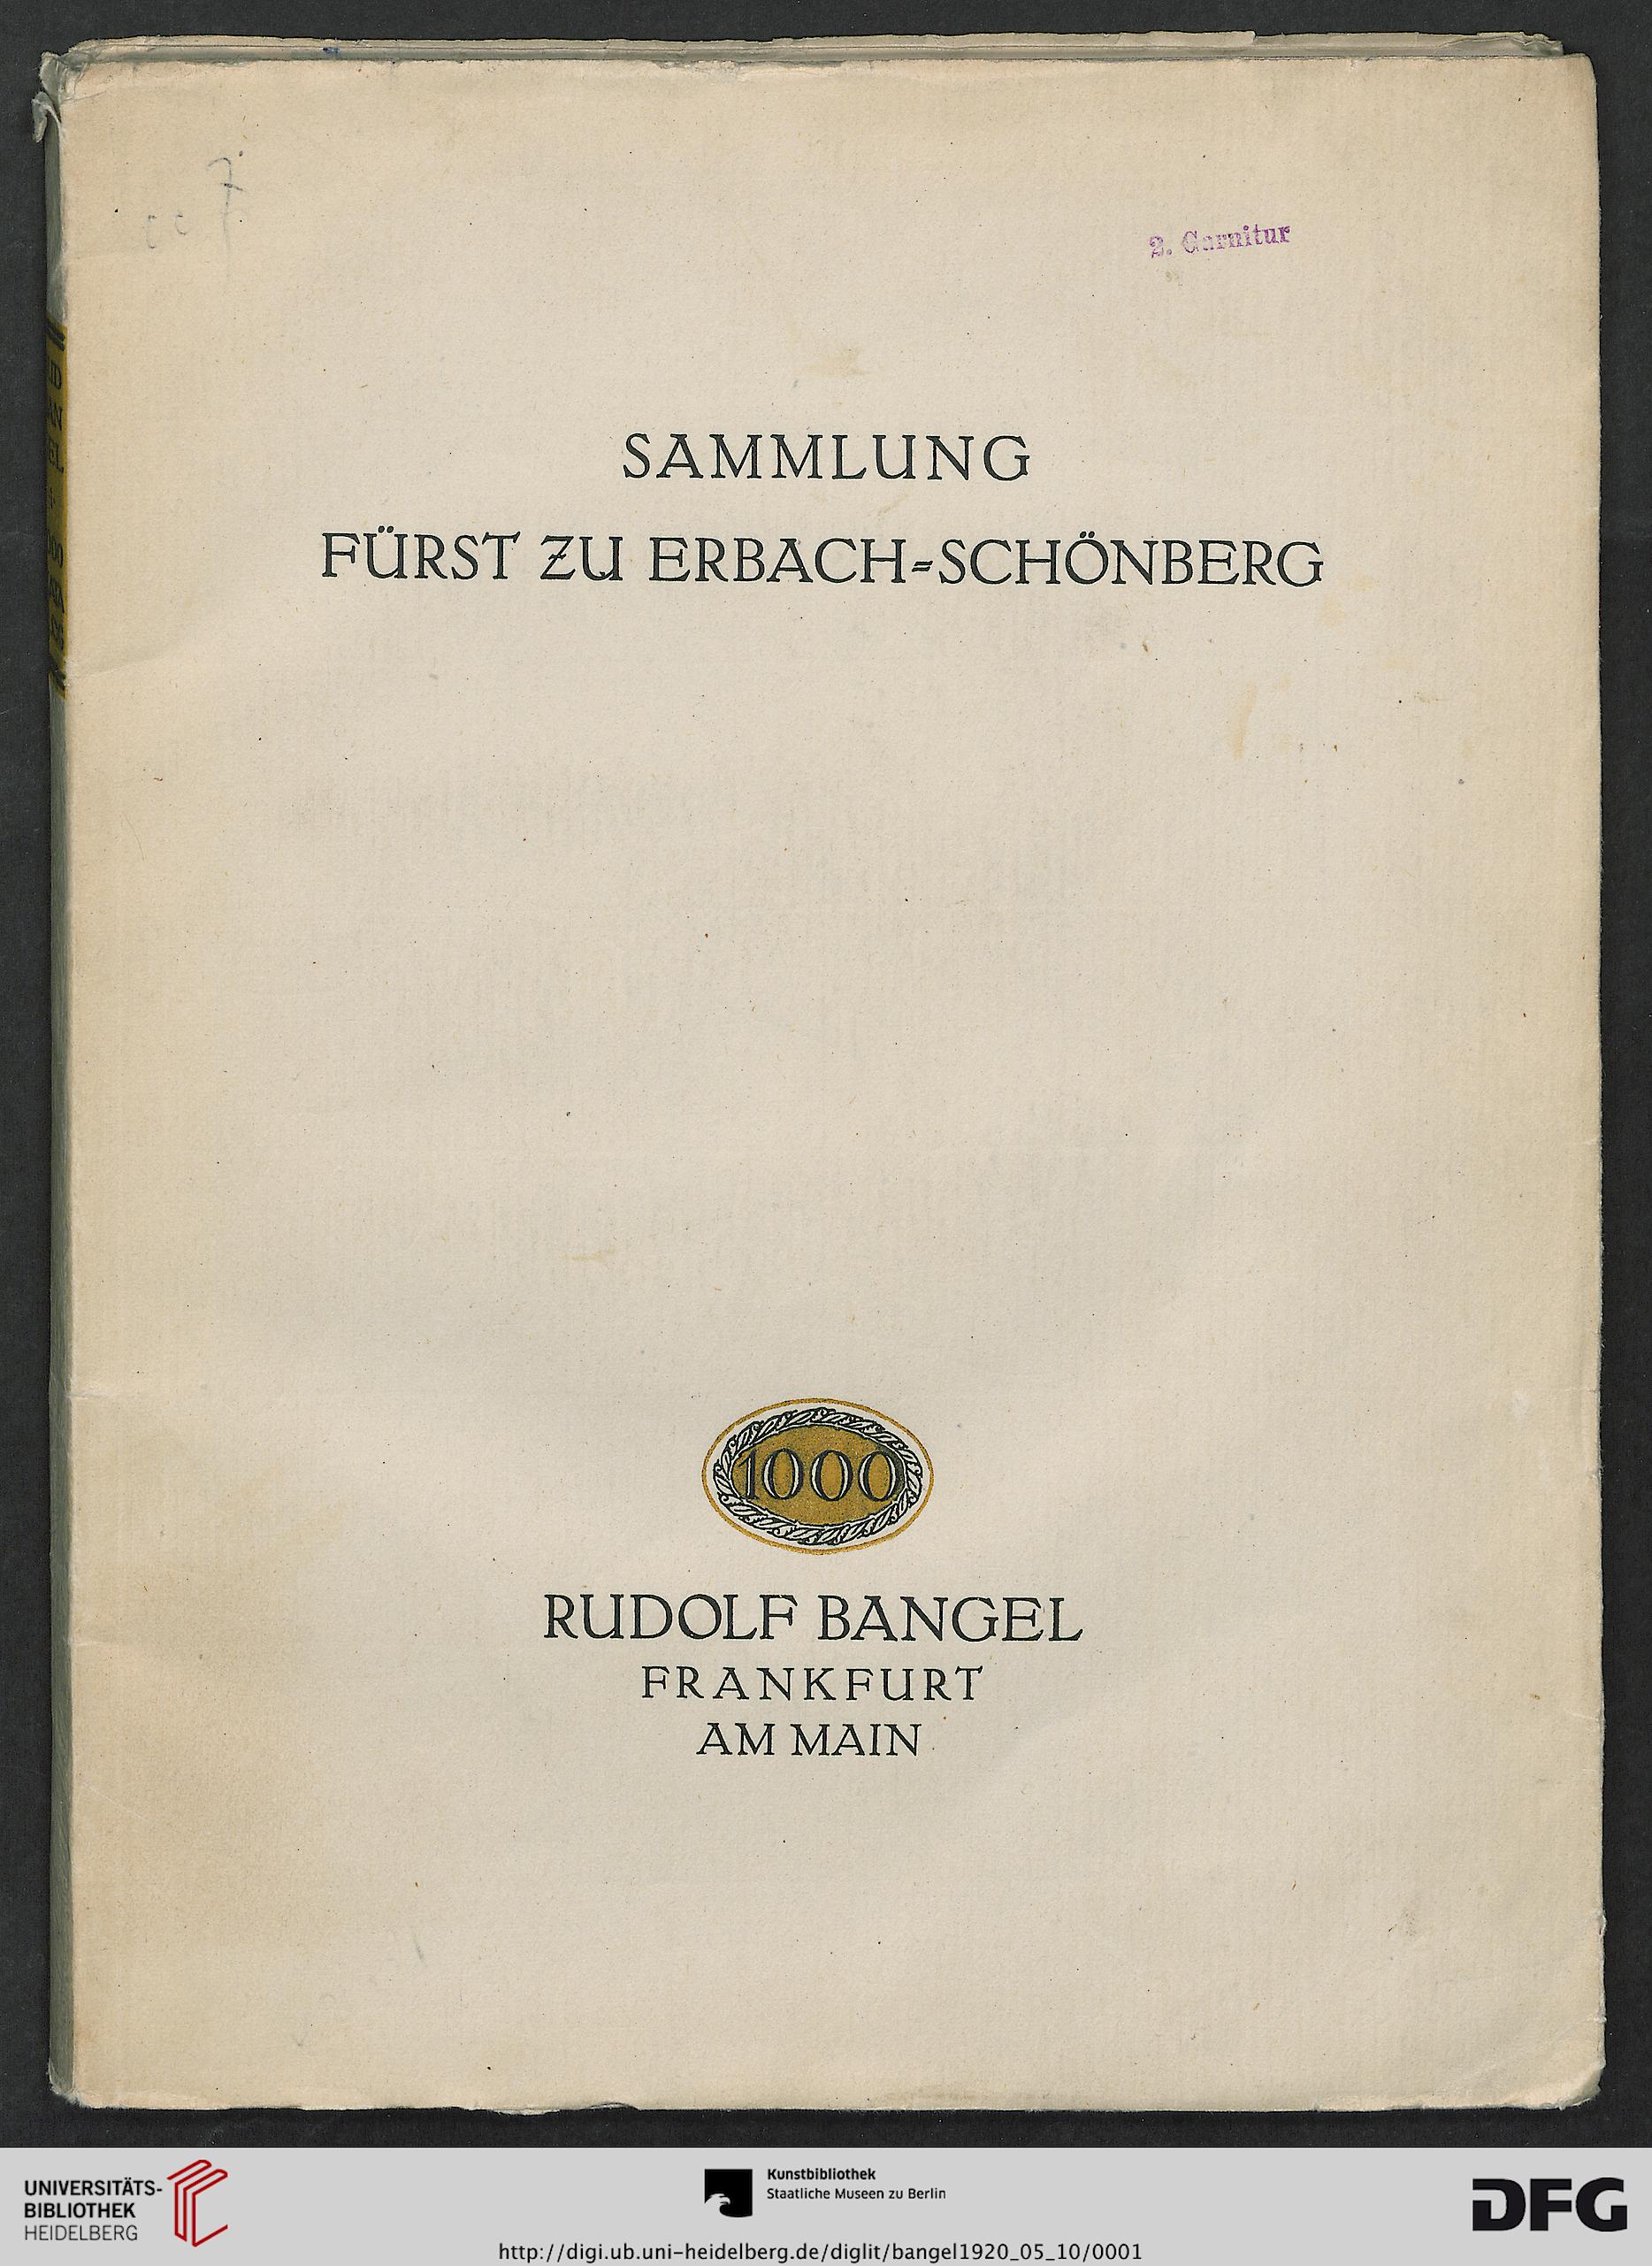 2. Garnitur
SAMMLUNG
FÜRST ZU ERBACH=SCHÖNBERG
1000
RUDOLF BANGEL
FRANKFURT
AM MAIN
UNIVERSITÄTS-
BIBLIOTHEK
HEIDELBERG
Kunstbibliothek
Staatliche Museen zu Berlin
DFG
http://digi.ub.uni-heidelberg.de/diglit/bangel1920_05_10/0001